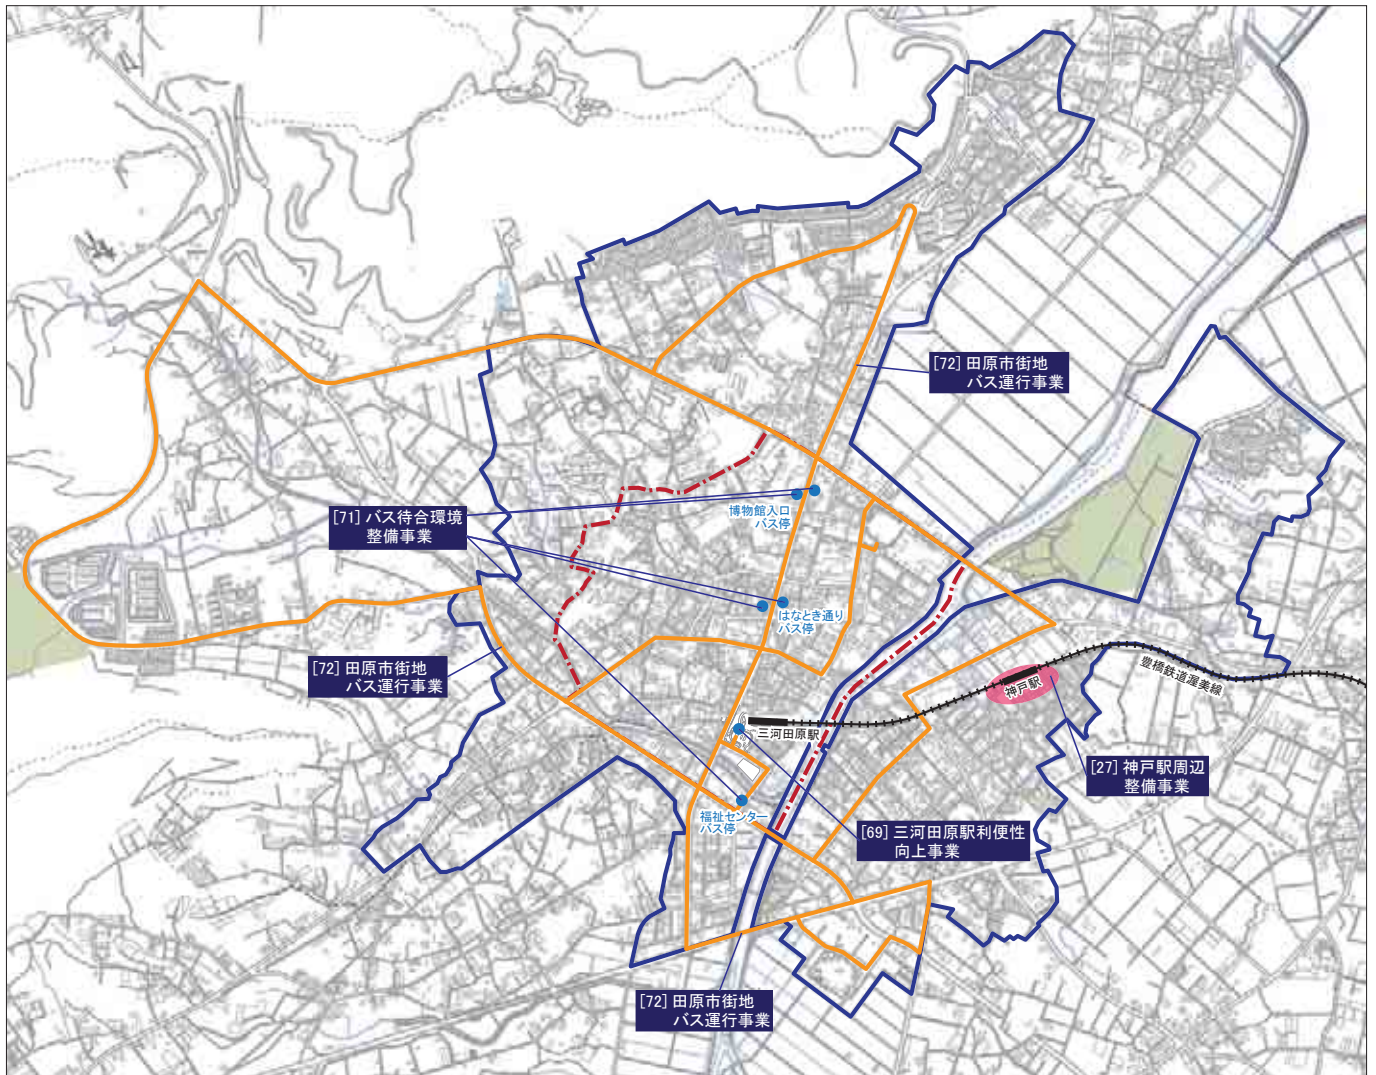 [72] 田原市街地
バス運行事業
[71] バス待合環境
整備事業
博物館入口
バス停
はなとき通り
バス停
[72] 田原市街地
バス運行事業
豊橋鉄道渥美線
神戸駅
三河田原駅
[27] 神戸駅周辺
整備事業
福祉センター
バス停
[69] 三河田原駅利便性
向上事業
[72] 田原市街地
バス運行事業